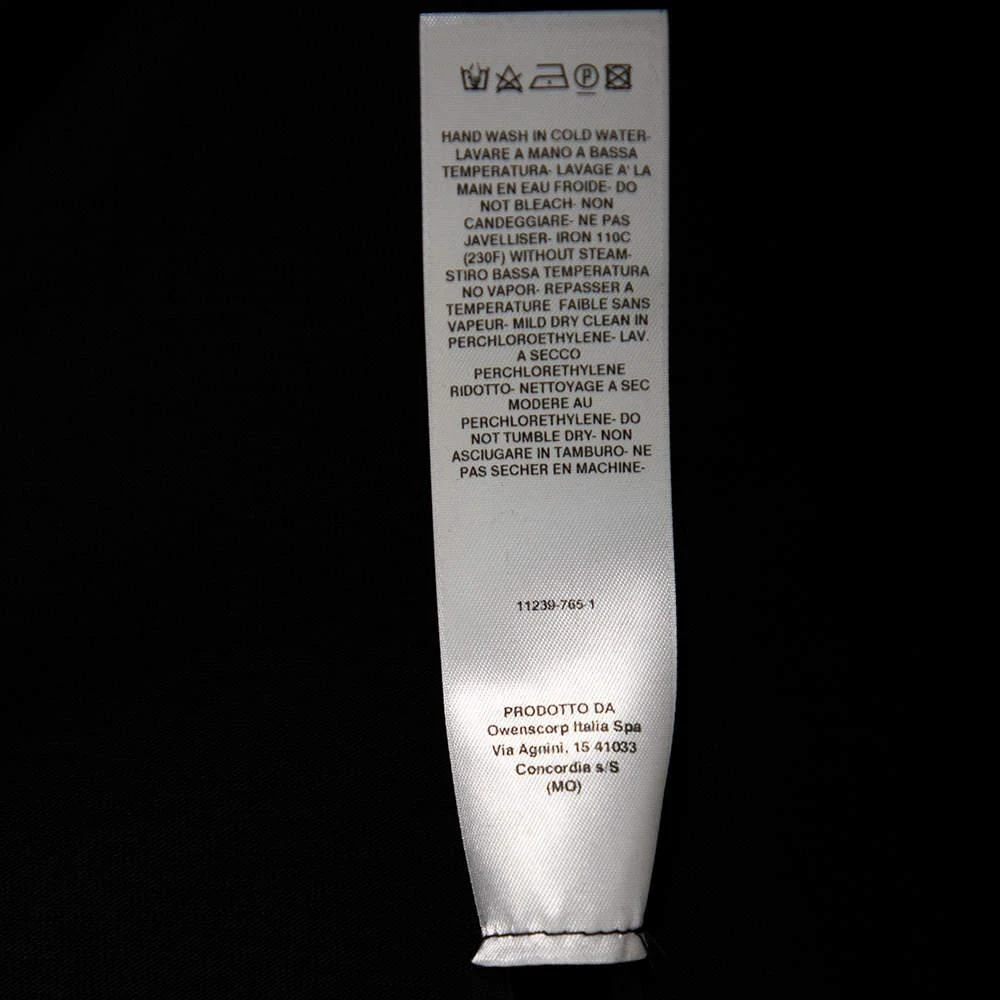 P
HAND WASH IN COLD WATER-
LAVARE A MANO A BASSA
TEMPERATURA- LAVAGE A' LA
MAIN EN EAU FROIDE- DO
NOT BLEACH- NON
CANDEGGIARE- NE PAS
JAVELLISER- IRON 110C
(230F) WITHOUT STEAM-
STIRO BASSA TEMPERATURA
NO VAPOR- REPASSER A
TEMPERATURE FAIBLE SANS
VAPEUR- MILD DRY CLEAN IN
PERCHLOROETHYLENE- LAV.
A SECCO
PERCHLORETHYLENE
RIDOTTO- NETTOYAGE A SEC
MODERE AU
PERCHLORETHYLENE- DO
NOT TUMBLE DRY- NON
ASCIUGARE IN TAMBURO- NE
PAS SECHER EN MACHINE-
11239-765-1
PRODOTTO DA
Owenscorp Italia Spa
Via Agnini, 15 41033
Concordia s/S
(MO)